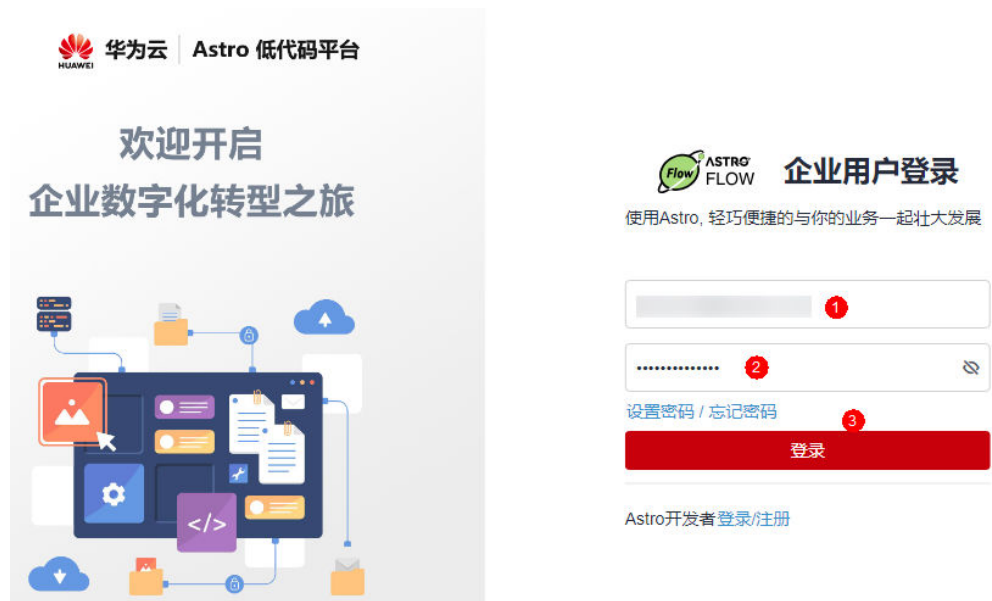 HUAWEI
华为云 Astro 低代码平台
欢迎开启
企业数字化转型之旅
</>
Flow ASTRO FLOW 企业用户登录
使用Astro, 轻巧便捷的与你的业务一起壮大发展
1
•••••••••••••• 2
设置密码 / 忘记密码
3
登录
Astro开发者登录/注册